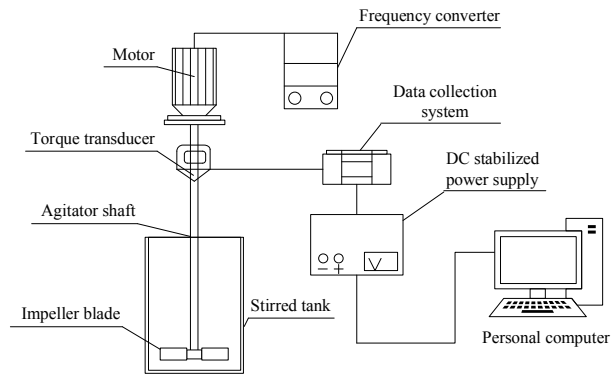 Frequency converter
Motor
Data collection
system
Torque transducer
DC stabilized
power supply
Agitator shaft
Impeller blade
Stirred tank
Personal computer
− +
V